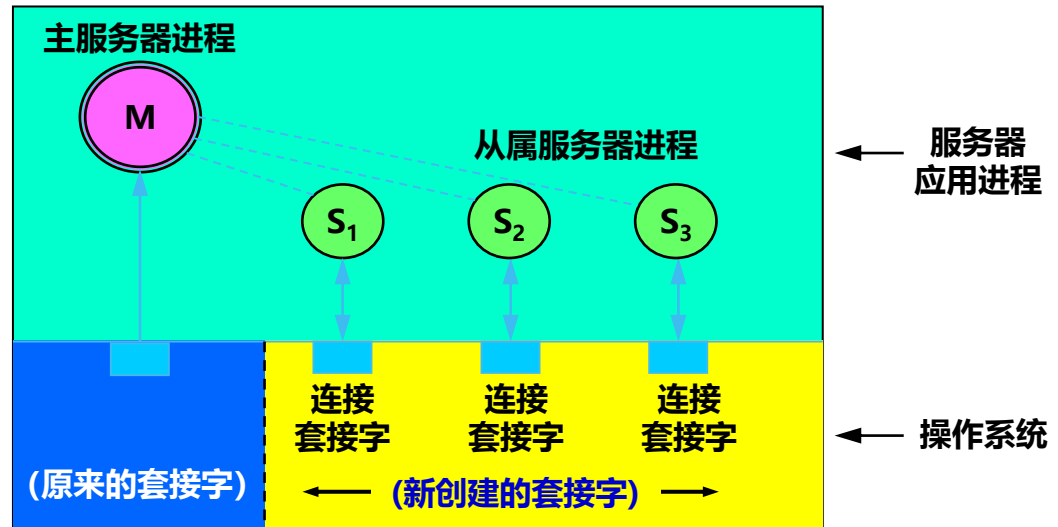 主服务器进程
M
从属服务器进程
服务器
应用进程
S₁
S₂
S₃
连接
套接字
连接
套接字
连接
套接字
操作系统
(原来的套接字)
(新创建的套接字)